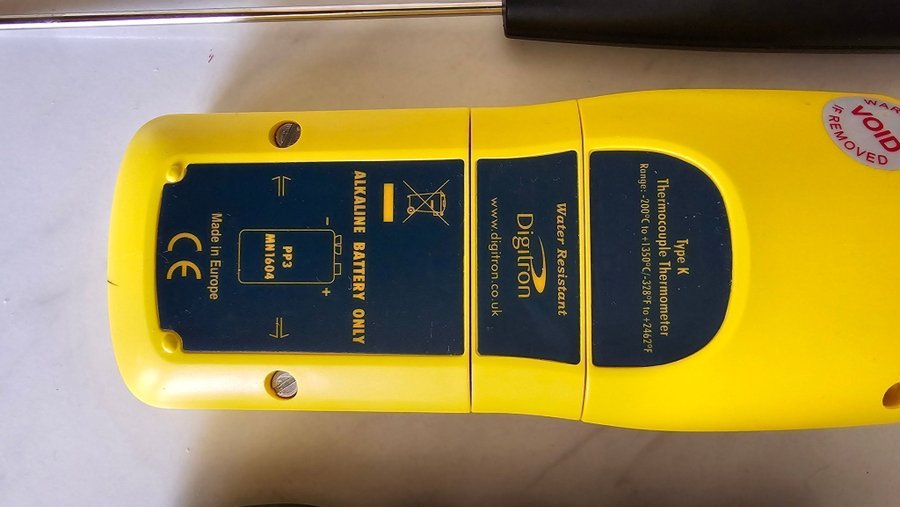 Type K
Thermocouple Thermometer
Range: -200°C to +1350°C/-328°F to +2462°F
Water Resistant
Digitron
www.digitron.co.uk
ALKALINE BATTERY ONLY
- +
PP3
MN1604
Made in Europe
CE
WAR
VOID
IF REMOVED